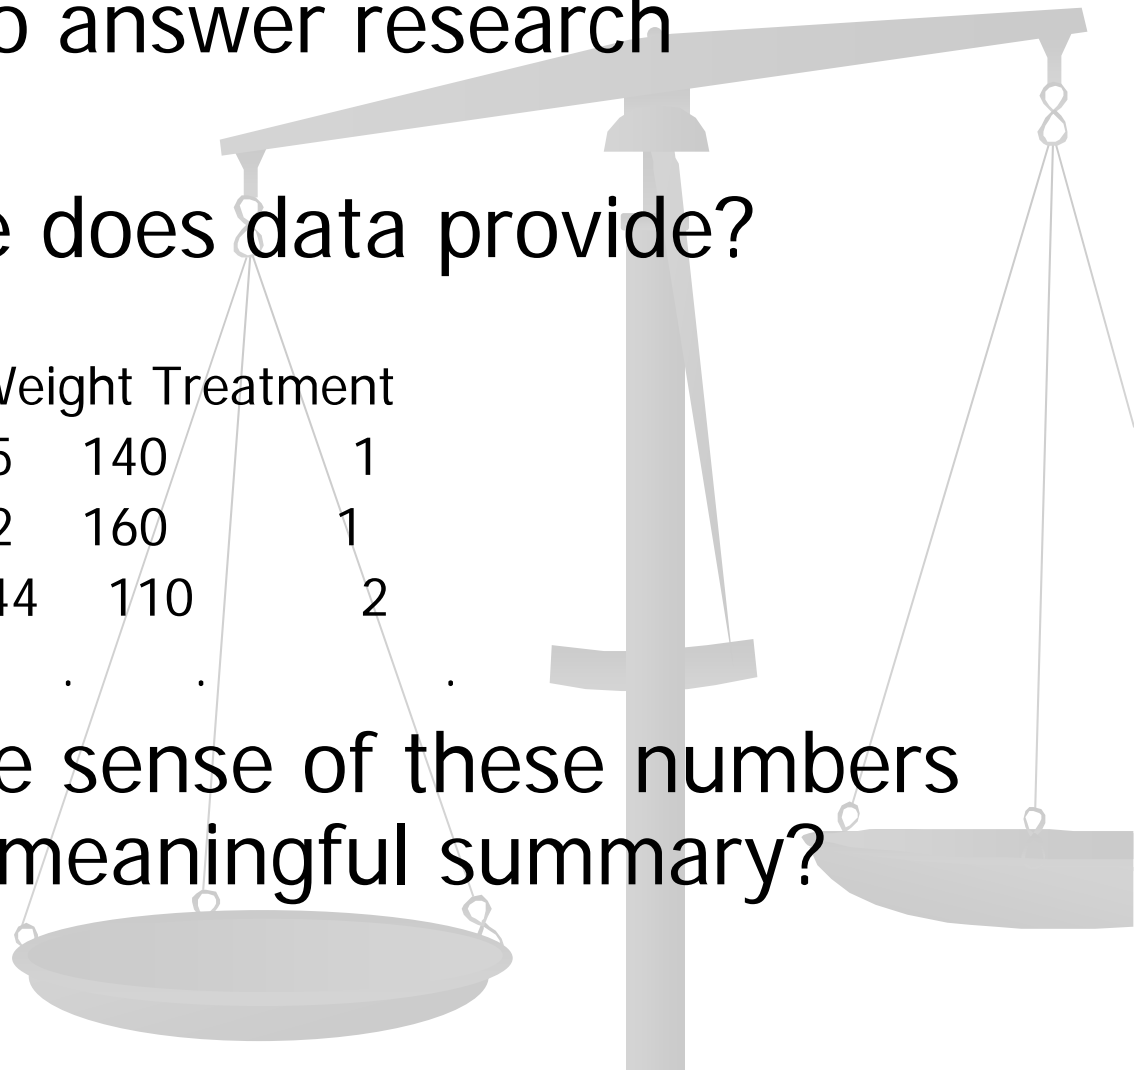 o answer research
e does data provide?
Weight Treatment
5 140 1
2 160 1
44 110 2
. . .
e sense of these numbers
meaningful summary?